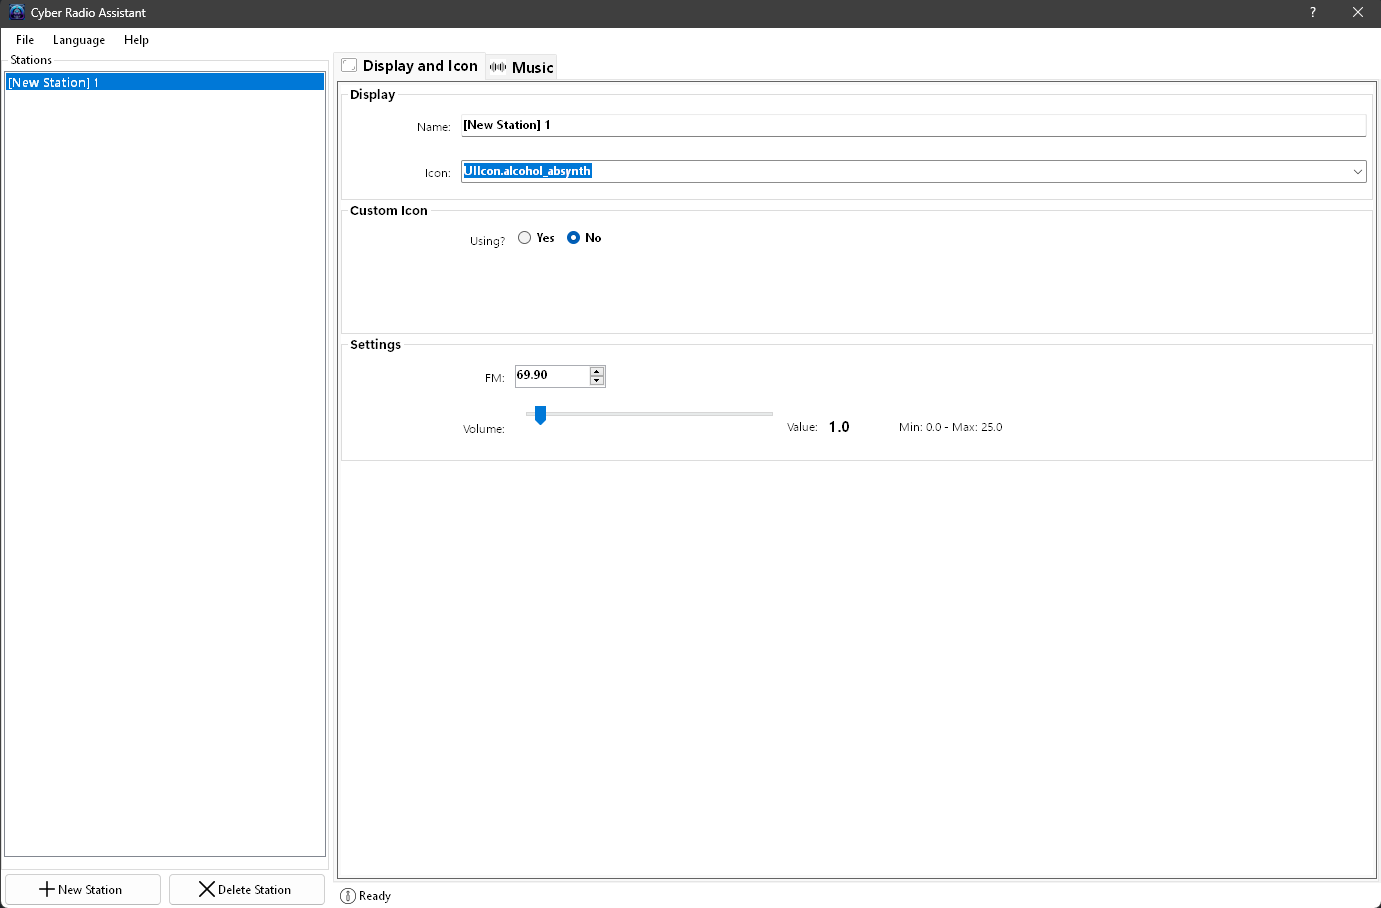 Cyber Radio Assistant
?
File Language Help
Stations
[New Station] 1
New Station
Delete Station
Display and Icon
Music
Display
Name: [New Station] 1
Icon: UIIcon.alcohol_absynth
Custom Icon
Using? Yes No
Settings
FM: 69.90
Volume: Value: 1.0 Min: 0.0 - Max: 25.0
Ready